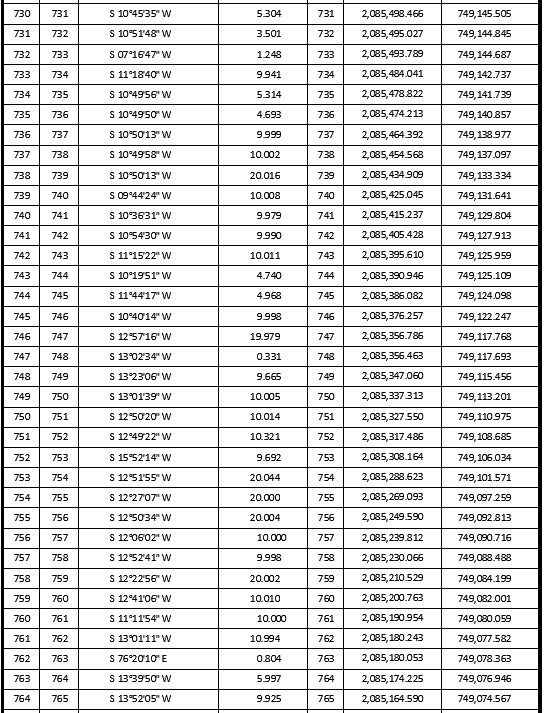 730 731 S 10°45'35" W 5.304 731 2,085,498.466 749,145.505
731 732 S 10°51'48" W 3.501 732 2,085,495.027 749,144.845
732 733 S 07°16'47" W 1.248 733 2,085,493.789 749,144.687
733 734 S 11°18'40" W 9.941 734 2,085,484.041 749,142.737
734 735 S 10°49'56" W 5.314 735 2,085,478.822 749,141.739
735 736 S 10°49'50" W 4.693 736 2,085,474.213 749,140.857
736 737 S 10°50'13" W 9.999 737 2,085,464.392 749,138.977
737 738 S 10°49'58" W 10.002 738 2,085,454.568 749,137.097
738 739 S 10°50'13" W 20.016 739 2,085,434.909 749,133.334
739 740 S 09°44'24" W 10.008 740 2,085,425.045 749,131.641
740 741 S 10°36'31" W 9.979 741 2,085,415.237 749,129.804
741 742 S 10°54'30" W 9.990 742 2,085,405.428 749,127.913
742 743 S 11°15'22" W 10.011 743 2,085,395.610 749,125.959
743 744 S 10°19'51" W 4.740 744 2,085,390.946 749,125.109
744 745 S 11°44'17" W 4.968 745 2,085,386.082 749,124.098
745 746 S 10°40'14" W 9.998 746 2,085,376.257 749,122.247
746 747 S 12°57'16" W 19.979 747 2,085,356.786 749,117.768
747 748 S 13°02'34" W 0.331 748 2,085,356.463 749,117.693
748 749 S 13°23'06" W 9.665 749 2,085,347.060 749,115.456
749 750 S 13°01'39" W 10.005 750 2,085,337.313 749,113.201
750 751 S 12°50'20" W 10.014 751 2,085,327.550 749,110.975
751 752 S 12°49'22" W 10.321 752 2,085,317.486 749,108.685
752 753 S 15°52'14" W 9.692 753 2,085,308.164 749,106.034
753 754 S 12°51'55" W 20.044 754 2,085,288.623 749,101.571
754 755 S 12°27'07" W 20.000 755 2,085,269.093 749,097.259
755 756 S 12°50'34" W 20.004 756 2,085,249.590 749,092.813
756 757 S 12°06'02" W 10.000 757 2,085,239.812 749,090.716
757 758 S 12°52'41" W 9.998 758 2,085,230.066 749,088.488
758 759 S 12°22'56" W 20.002 759 2,085,210.529 749,084.199
759 760 S 12°41'06" W 10.010 760 2,085,200.763 749,082.001
760 761 S 11°11'54" W 10.000 761 2,085,190.954 749,080.059
761 762 S 13°01'11" W 10.994 762 2,085,180.243 749,077.582
762 763 S 76°20'10" E 0.804 763 2,085,180.053 749,078.363
763 764 S 13°39'50" W 5.997 764 2,085,174.225 749,076.946
764 765 S 13°52'05" W 9.925 765 2,085,164.590 749,074.567